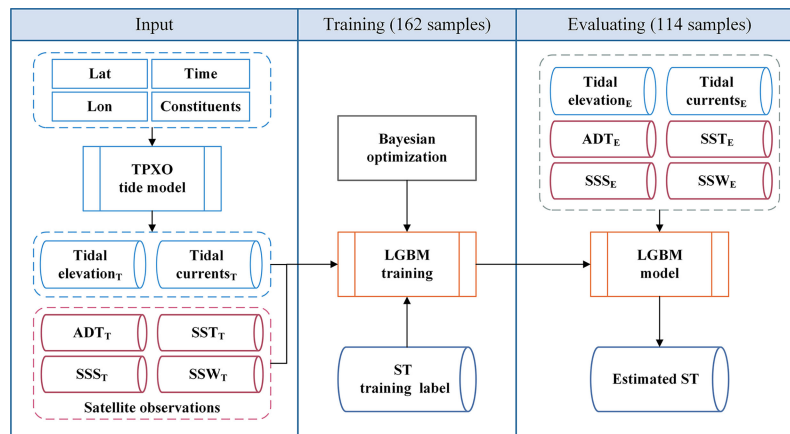 Input
Training (162 samples)
Evaluating (114 samples)
Lat
Time
Lon
Constituents
TPXO
tide model
Tidal
elevationT
Tidal
currentsT
ADTT
SSTT
SSST
SSWT
Satellite observations
Bayesian
optimization
LGBM
training
ST
training label
Tidal
elevationE
Tidal
currentsE
ADTE
SSTE
SSSE
SSWE
LGBM
model
Estimated ST